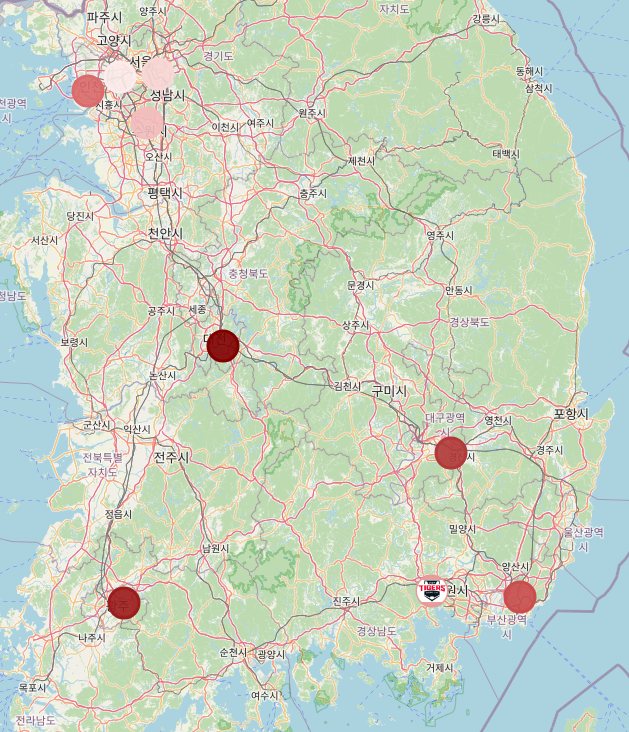 파주시
양주시
자치도
강릉시
고양시
서울
경기도
동해시
삼척시
성남시
시흥시
천광역
시
이천시
여주시
원주시
오산시
제천시
태백시
평택시
충주시
당진시
천안시
서산시
영주시
충청북도
청남도
문경시
안동시
공주시
세종
상주시
경상북도
보령시
논산시
김천시
구미시
대구광역
시
포항시
군산시
익산시
영천시
경주시
전북특별
자치도
전주시
정읍시
밀양시
울산광역
시
남원시
양산시
TIGERS
원시
진주시
부산광역
시
나주시
경상남도
순천시
광양시
거제시
목포시
여수시
전라남도